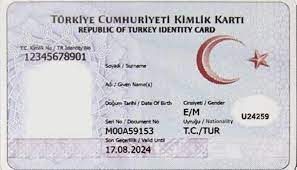 TÜRKİYE CUMHURİYETİ KİMLİK KARTI
REPUBLIC OF TURKEY IDENTITY CARD
T.C. Kimlik No / TR Identity No
12345678901
Soyadı / Surname
Adı / Given Name(s)
Doğum Tarihi / Date Of Birth
Cinsiyeti / Gender
E/M
U24259
Seri No / Document No
M00A59153
Uyruğu / Nationality
T.C./TUR
Son Geçerlilik / Valid Until
17.08.2024